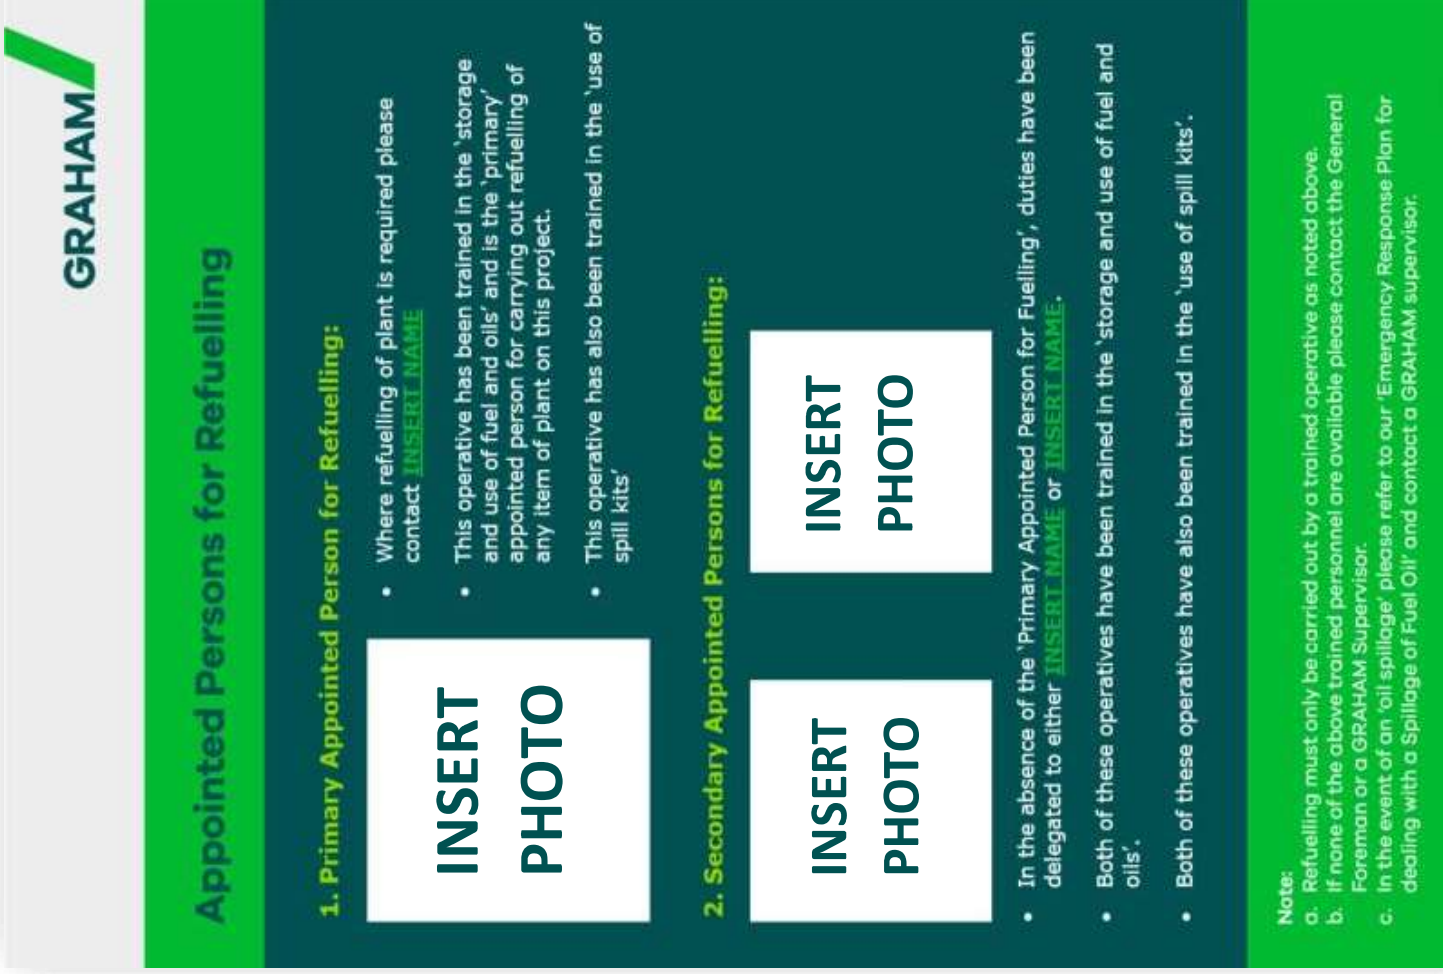 GRAHAM
Appointed Persons for Refuelling
1. Primary Appointed Person for Refuelling:
INSERT
PHOTO
• Where refuelling of plant is required please
contact INSERT NAME
• This operative has been trained in the ‘storage
and use of fuel and oils’ and is the ‘primary’
appointed person for carrying out refuelling of
any item of plant on this project.
• This operative has also been trained in the ‘use of
spill kits’
2. Secondary Appointed Persons for Refuelling:
INSERT
PHOTO
INSERT
PHOTO
• In the absence of the ‘Primary Appointed Person for Fuelling’, duties have been
delegated to either INSERT NAME or INSERT NAME.
• Both of these operatives have been trained in the ‘storage and use of fuel and
oils’.
• Both of these operatives have also been trained in the ‘use of spill kits’.
Note:
a. Refuelling must only be carried out by a trained operative as noted above.
b. If none of the above trained personnel are available please contact the General
Foreman or a GRAHAM Supervisor.
c. In the event of an ‘oil spillage’ please refer to our ‘Emergency Response Plan for
dealing with a Spillage of Fuel Oil’ and contact a GRAHAM supervisor.